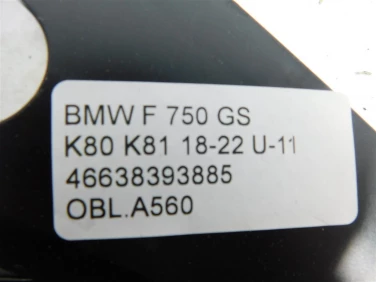 BMW F 750 GS
K80 K81 18-22 U-11
46638393885
OBL.A560